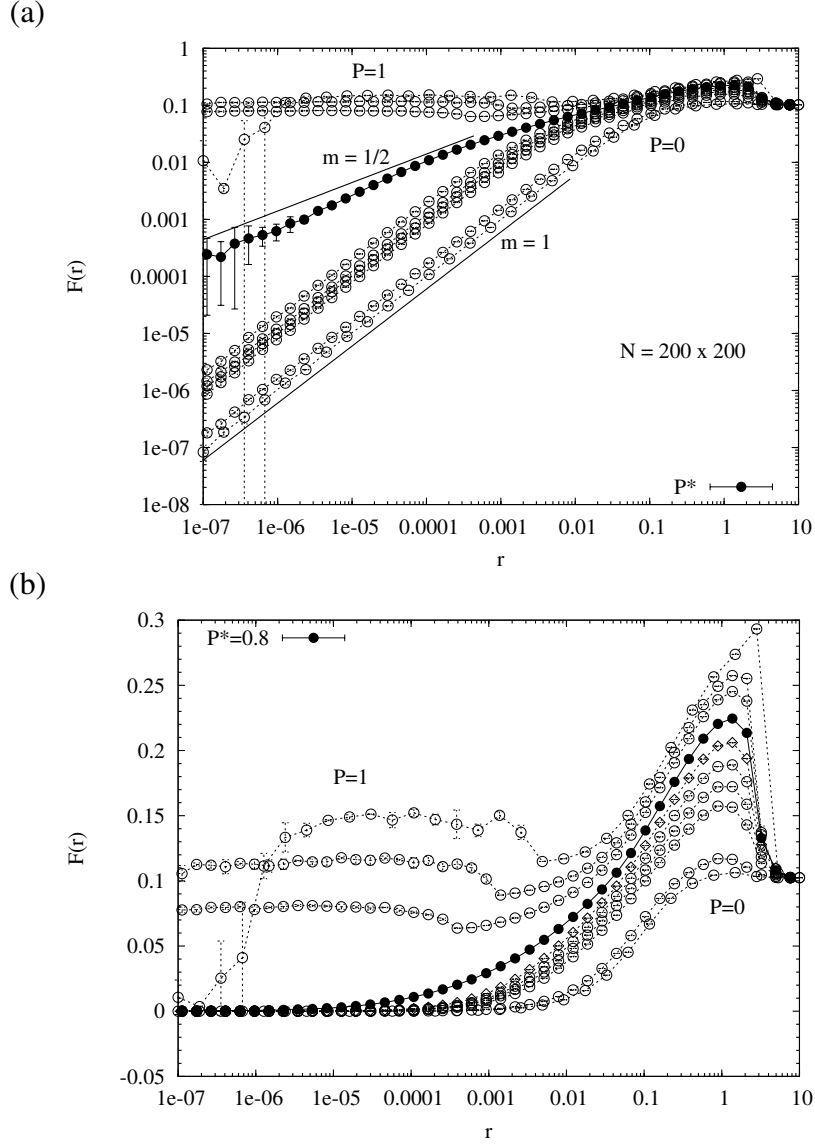 (a)
1
0.1
0.01
0.001
0.0001
1e-05
1e-06
1e-07
1e-08
F(r)
P=1
m = 1/2
P=0
m = 1
N = 200 x 200
P*
1e-07 1e-06 1e-05 0.0001 0.001 0.01 0.1 1 10
r
(b)
0.3
0.25
0.2
0.15
0.1
0.05
0
-0.05
F(r)
P*=0.8
P=1
P=0
1e-07 1e-06 1e-05 0.0001 0.001 0.01 0.1 1 10
r